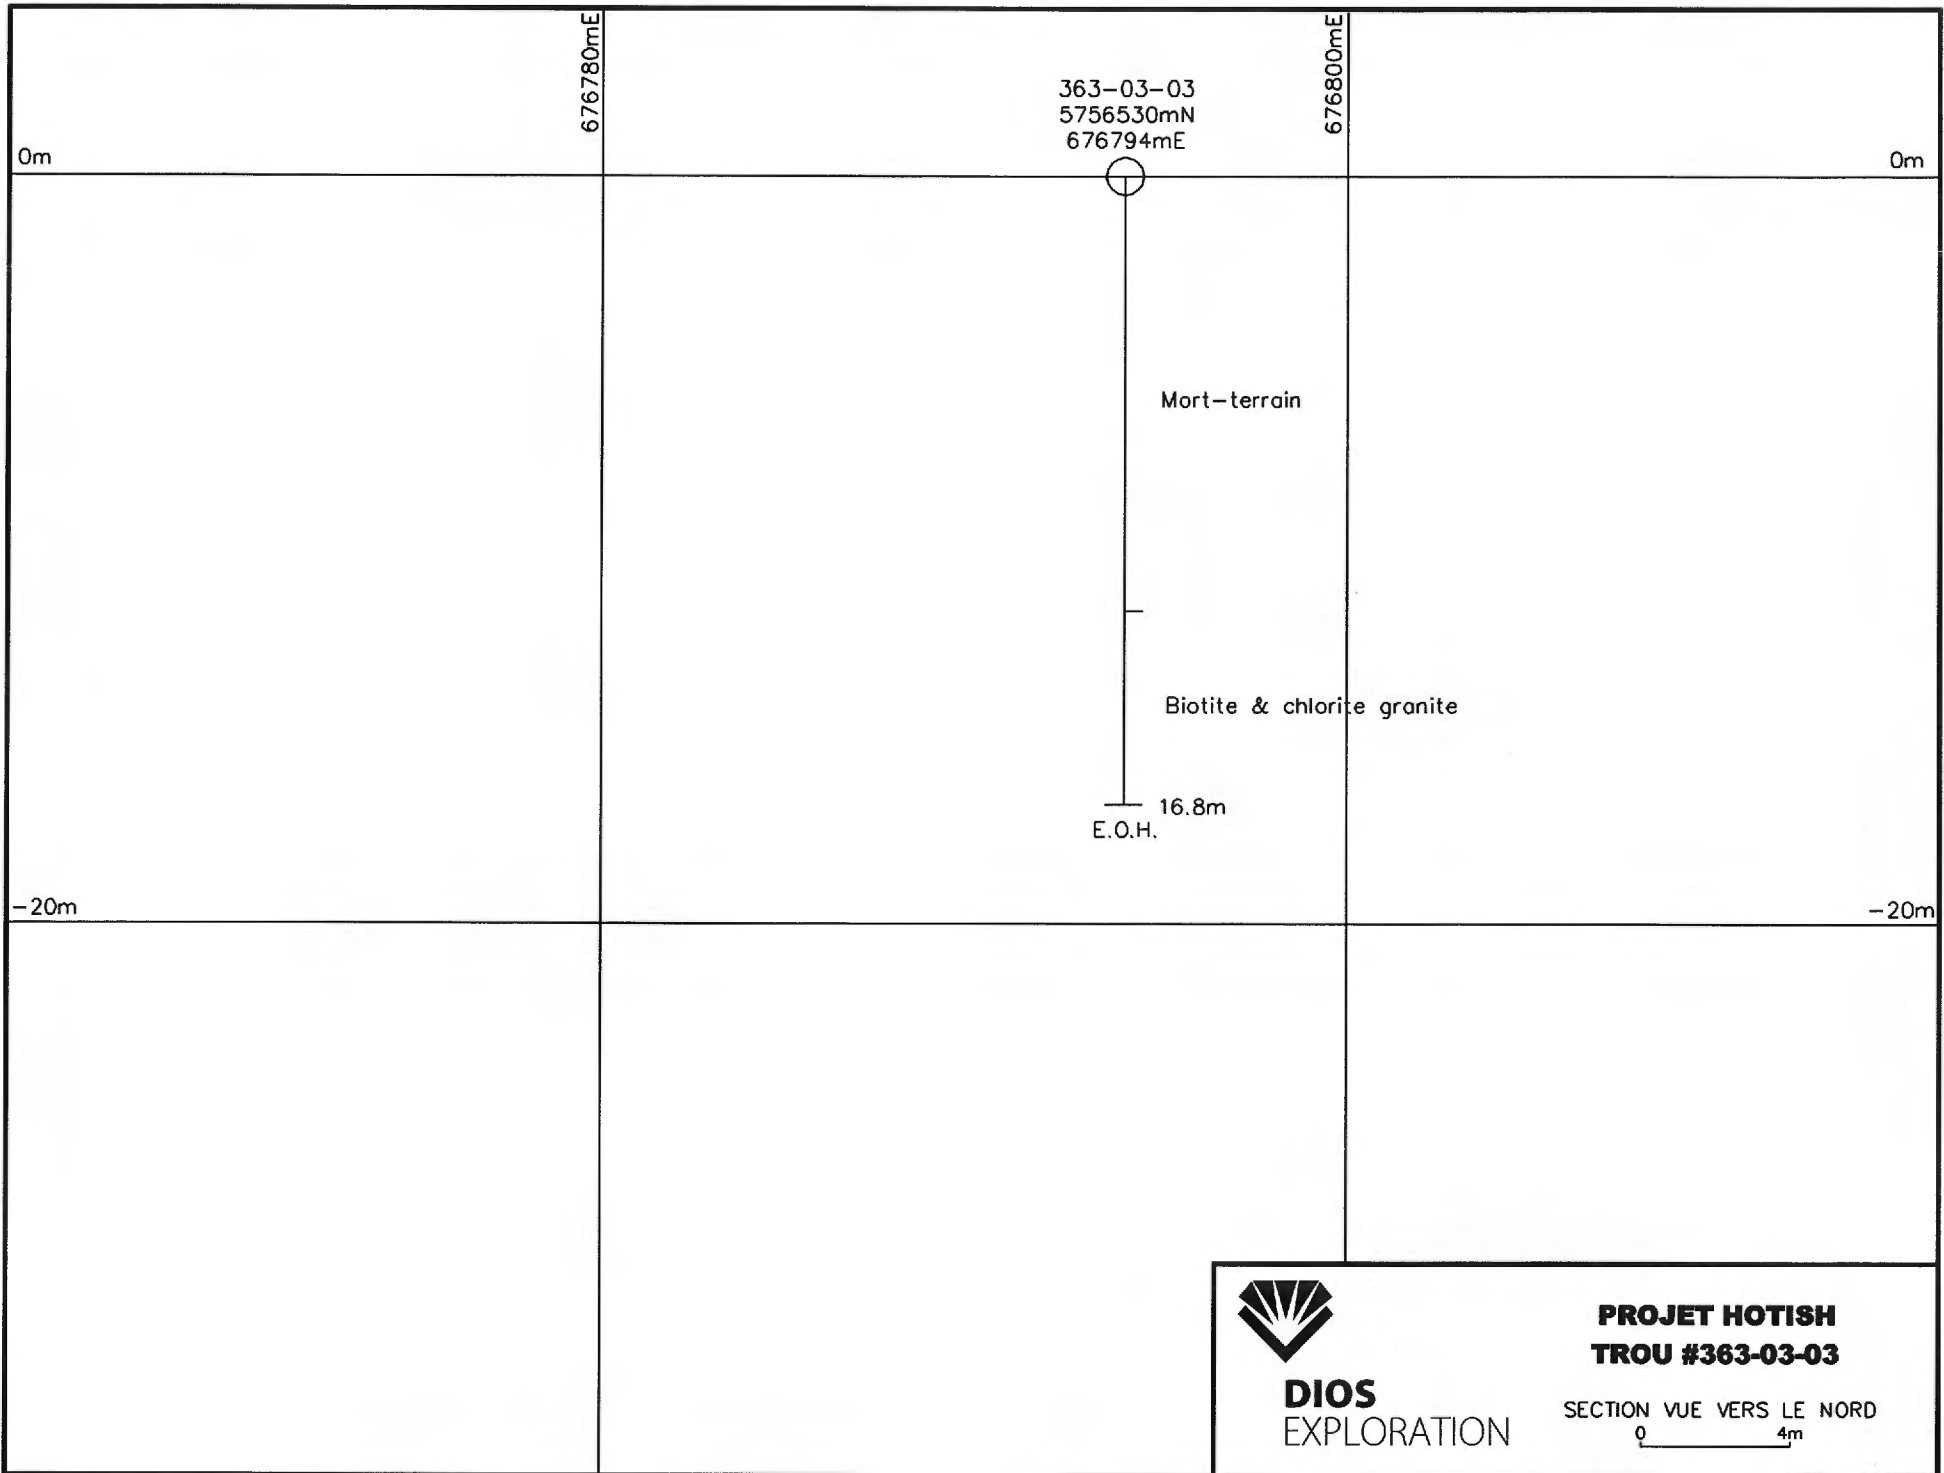 676780mE
676800mE
363-03-03
5756530mN
676794mE
0m
0m
Mort-terrain
Biotite & chlorite granite
16.8m
E.O.H.
-20m
-20m
PROJET HOTISH
TROU #363-03-03
DIOS
EXPLORATION
SECTION VUE VERS LE NORD
0 4m